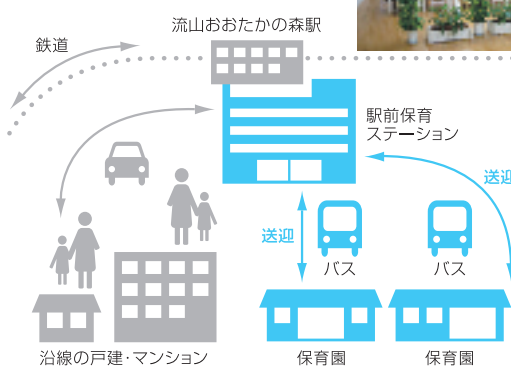 流山おおたかの森駅
鉄道
駅前保育
ステーション
送迎
送迎
バス
バス
沿線の戸建・マンション
保育園
保育園